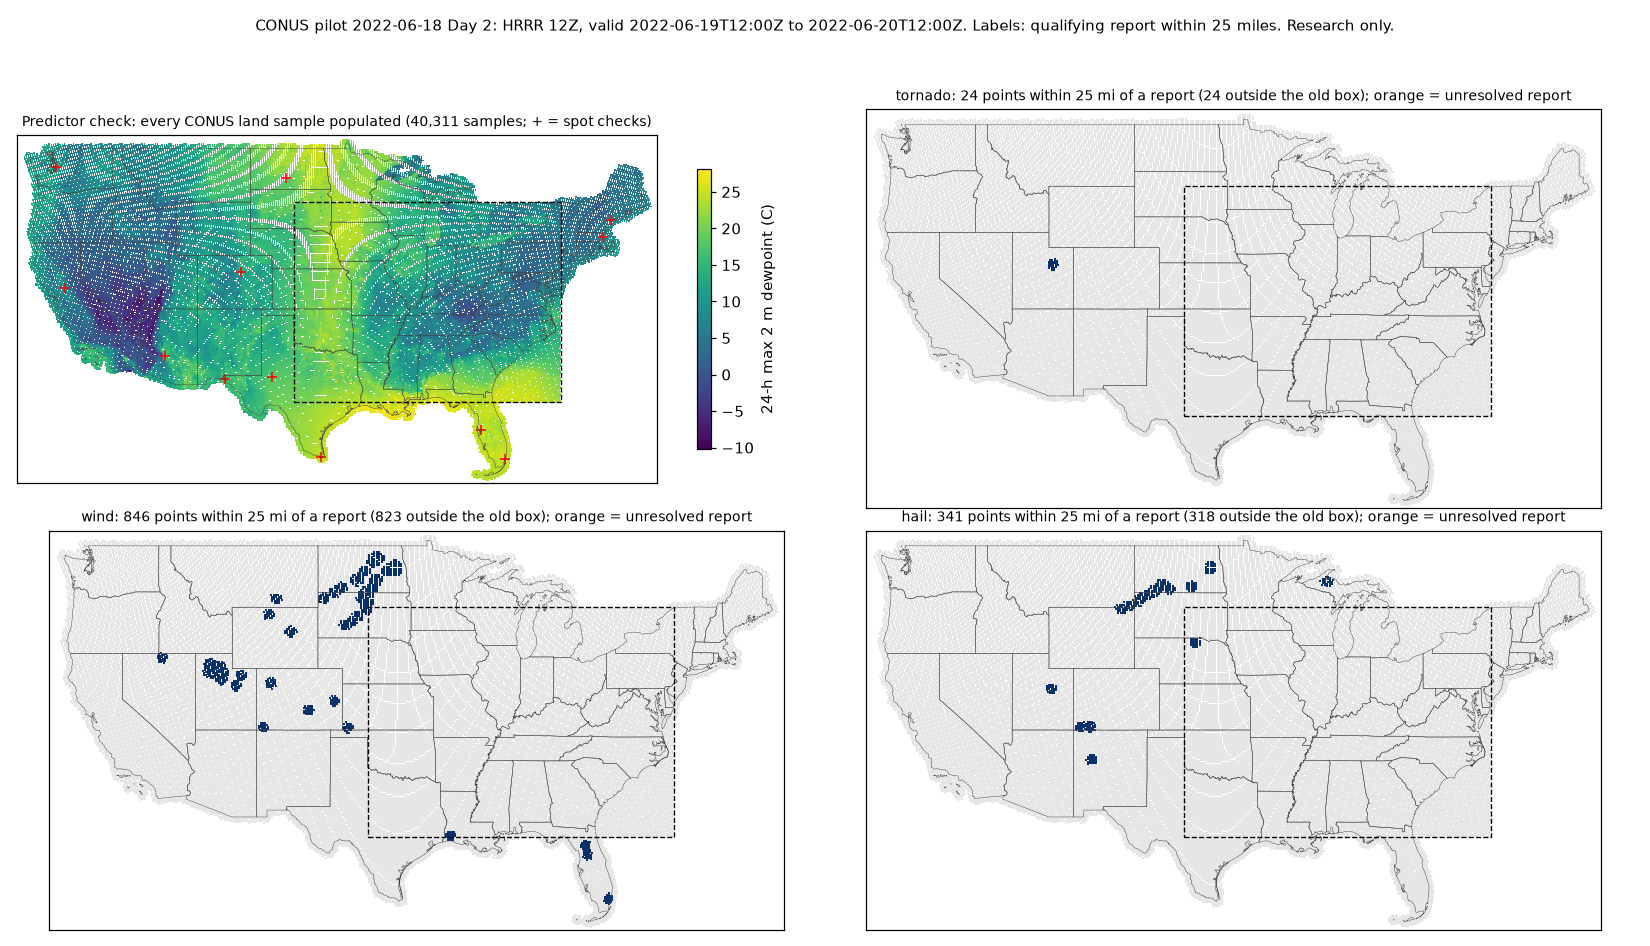 CONUS pilot 2022-06-18 Day 2: HRRR 12Z, valid 2022-06-19T12:00Z to 2022-06-20T12:00Z. Labels: qualifying report within 25 miles. Research only.
Predictor check: every CONUS land sample populated (40,311 samples; + = spot checks)
25
20
15
10
5
0
−5
−10
24-h max 2 m dewpoint (C)
tornado: 24 points within 25 mi of a report (24 outside the old box); orange = unresolved report
wind: 846 points within 25 mi of a report (823 outside the old box); orange = unresolved report
hail: 341 points within 25 mi of a report (318 outside the old box); orange = unresolved report